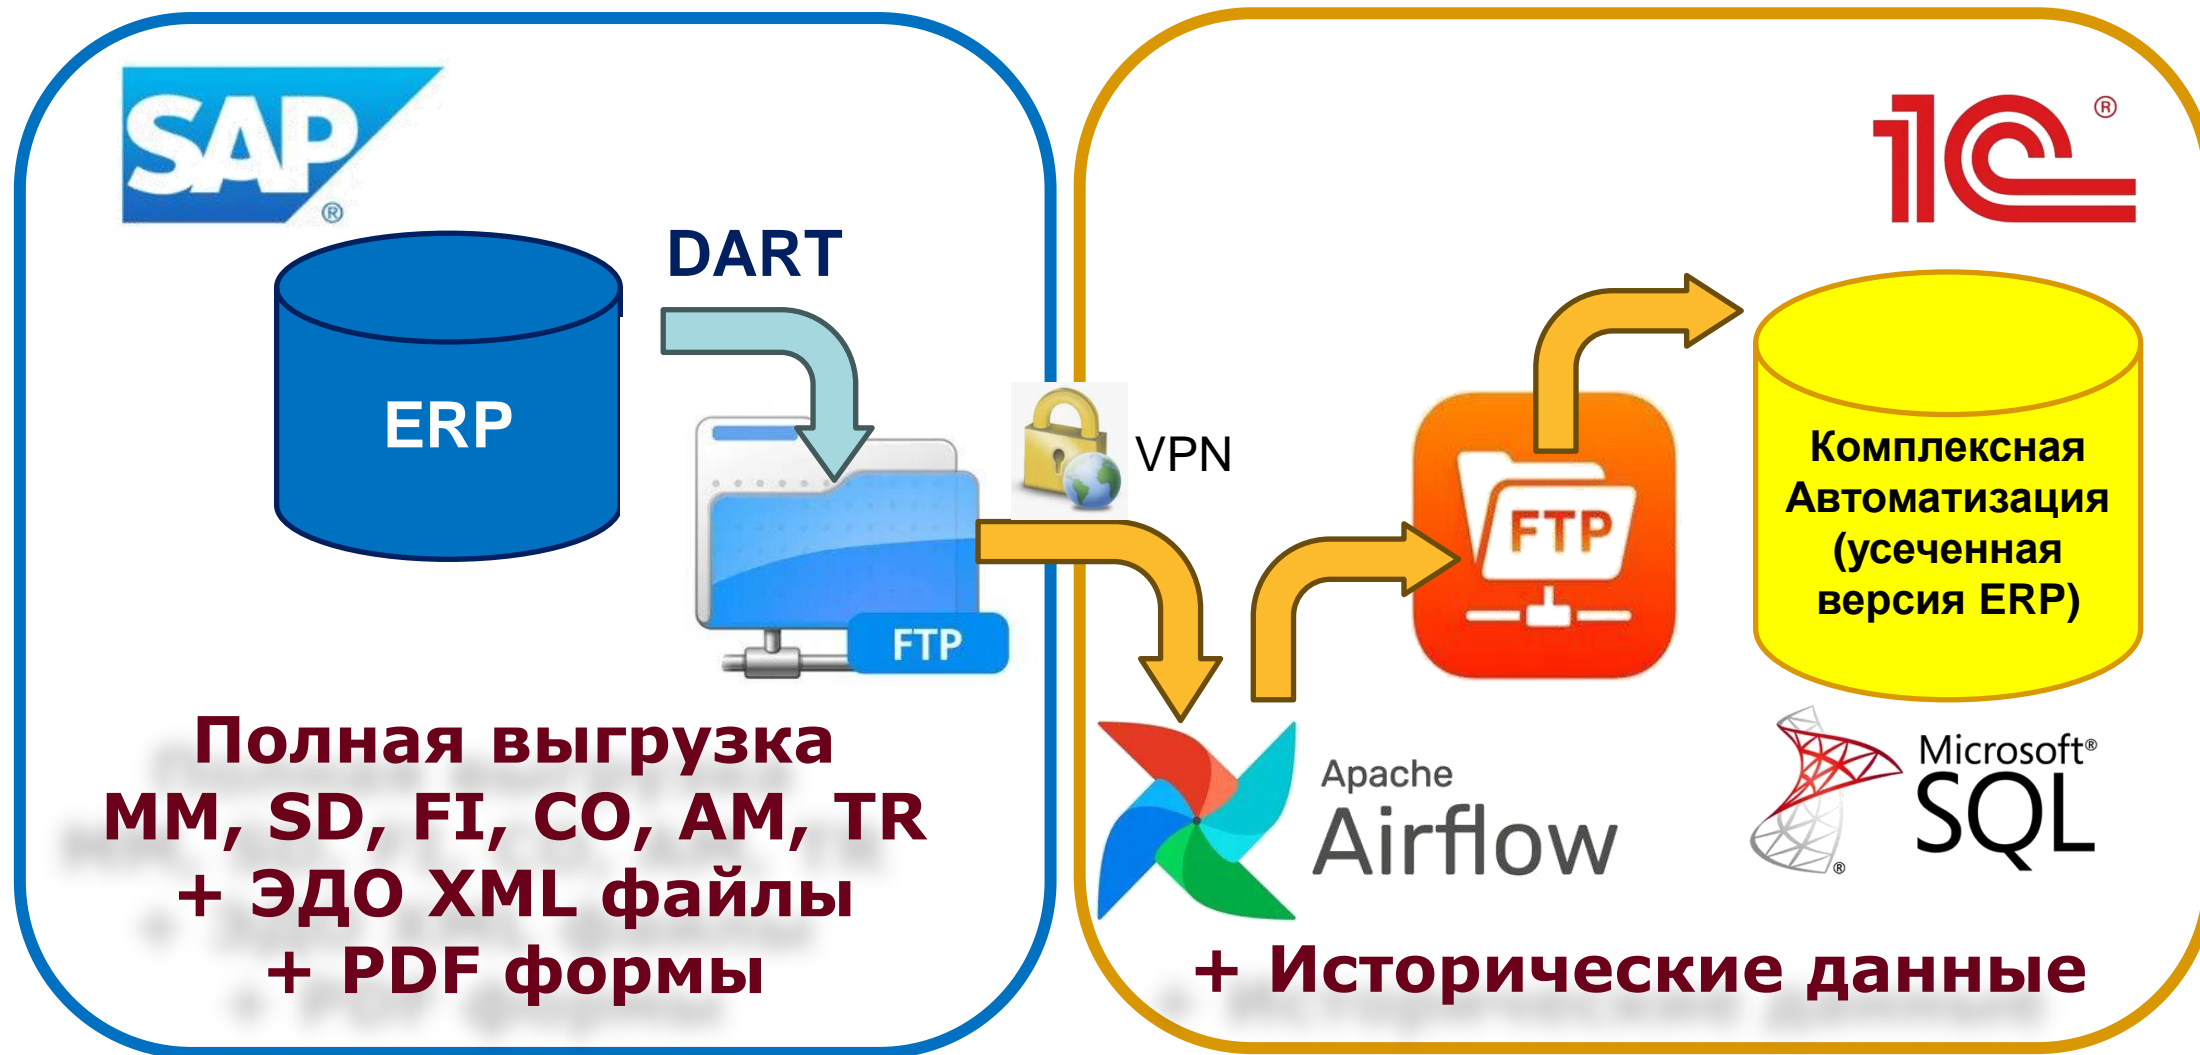 SAP
®
DART
ERP
FTP
Полная выгрузка
MM, SD, FI, CO, AM, TR
+ ЭДО XML файлы
+ PDF формы
VPN
1С
®
FTP
Комплексная
Автоматизация
(усеченная
версия ERP)
Apache
Airflow
Microsoft®
SQL
®
+ Исторические данные